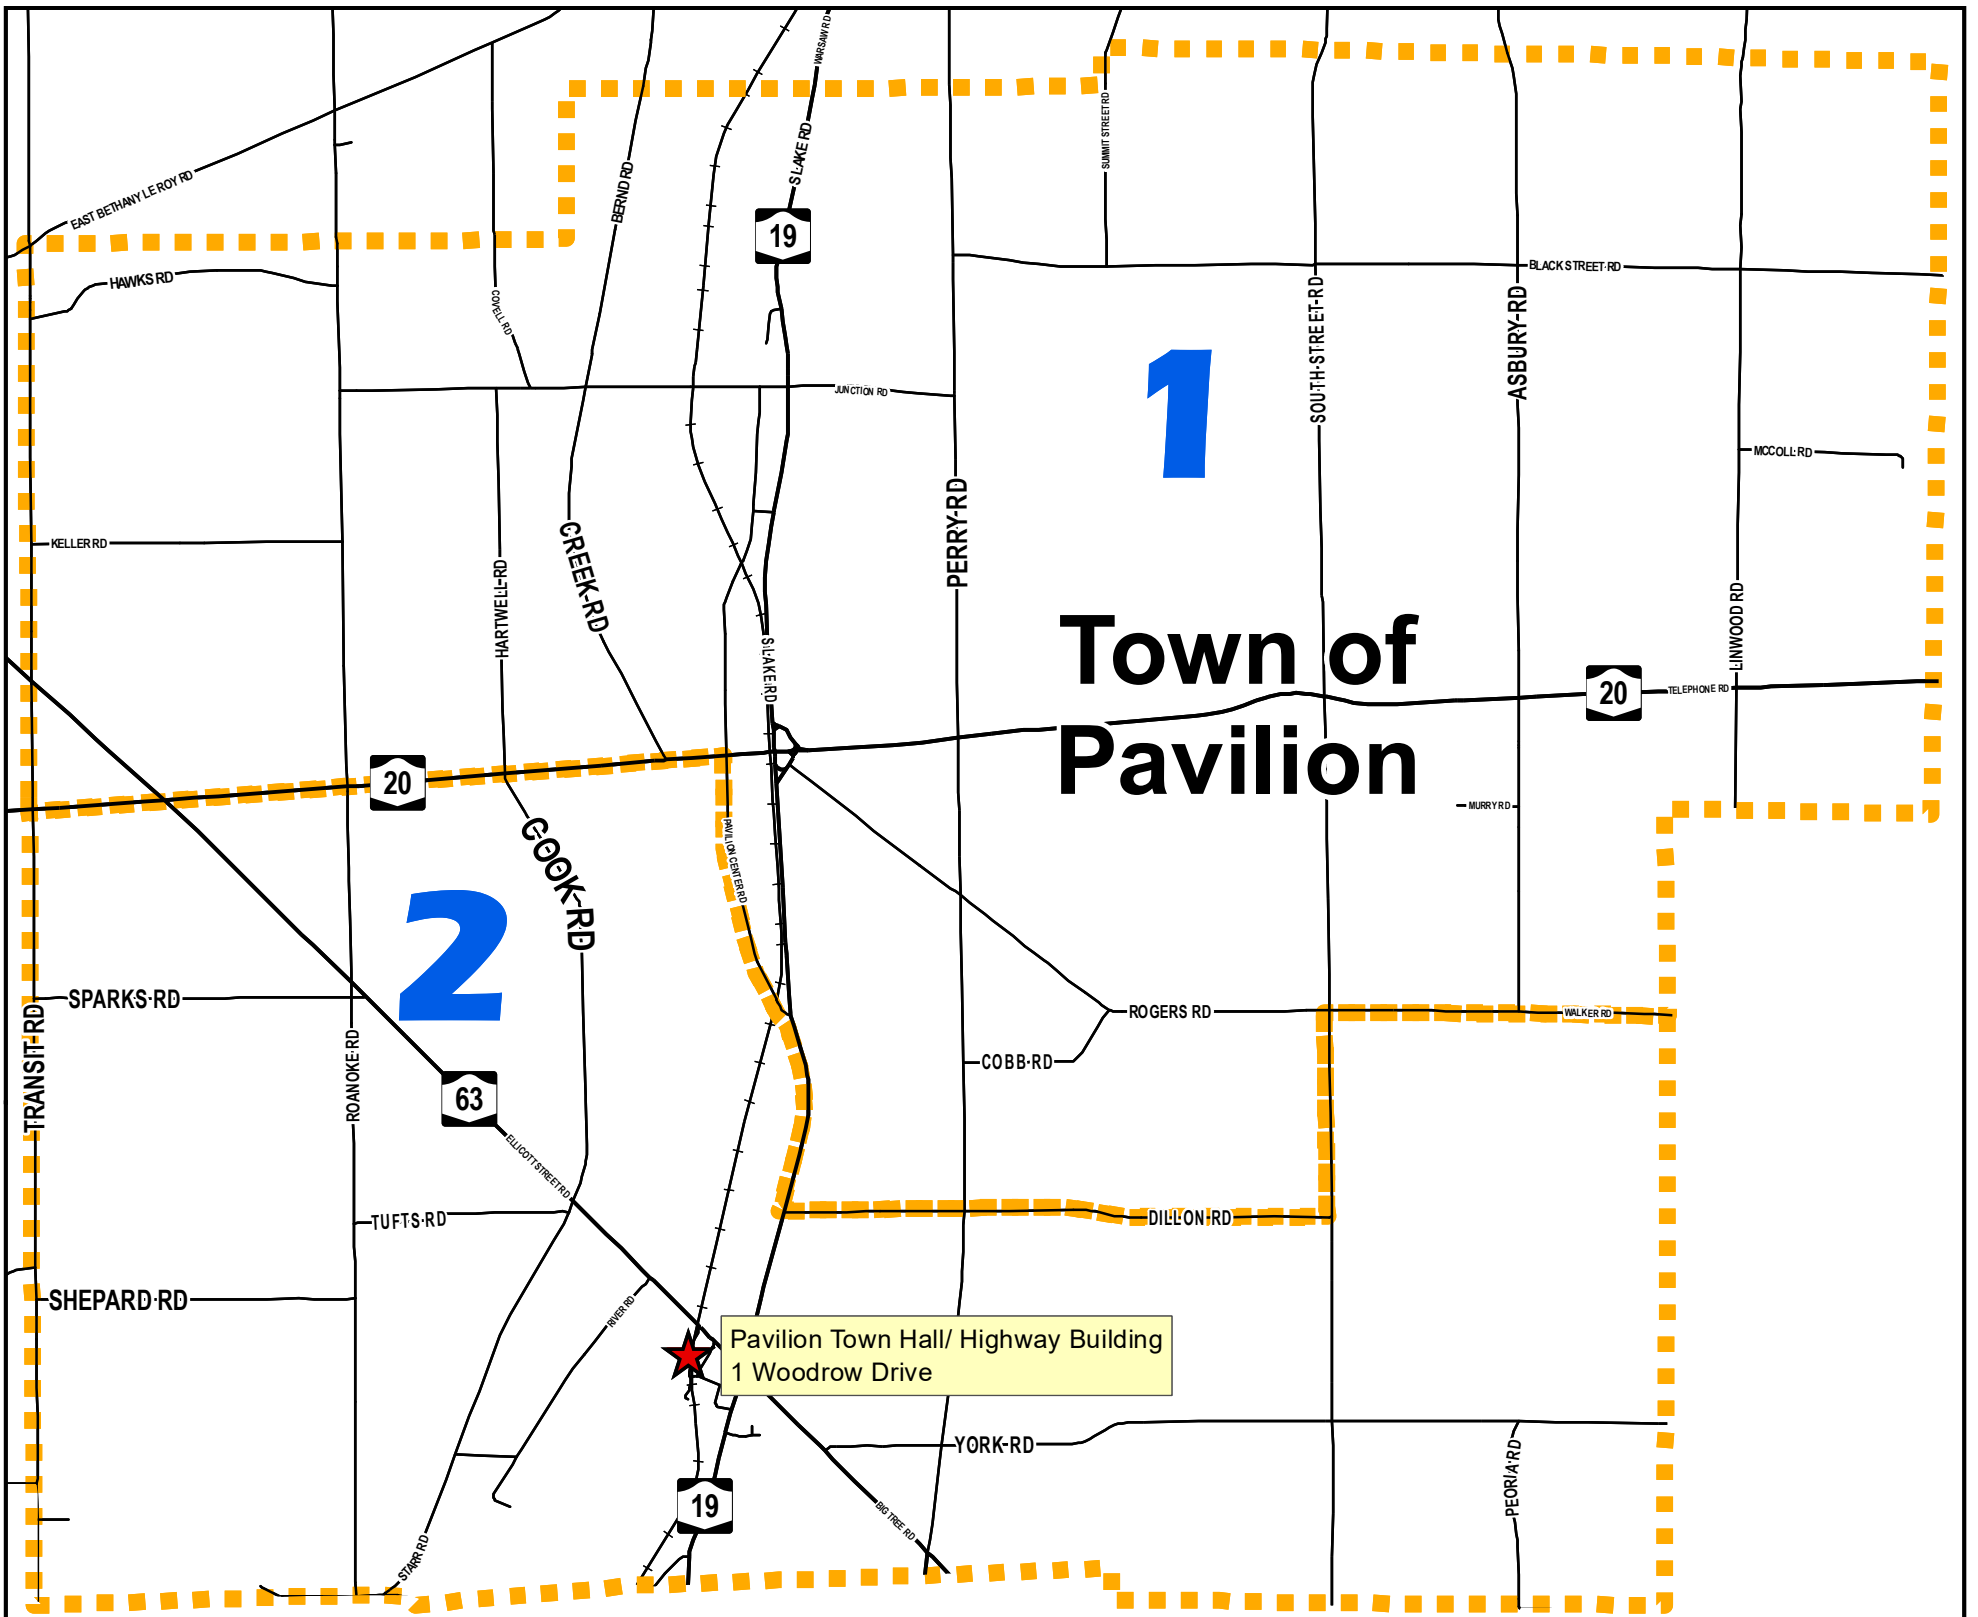 WARSAW RD
SUMMIT STREET RD
S LAKE RD
EAST BETHANY LE ROY RD
BERND RD
19
HAWKS RD
BLACK STREET RD
COVELL RD
SOUTH STREET RD
ASBURY RD
1
JUNCTION RD
MCCOLL RD
PERRY RD
KELLER RD
CREEK RD
HARTWELL RD
LINWOOD RD
S LAKE RD
Town of
Pavilion
20
TELEPHONE RD
20
MURRY RD
COOK RD
PAVILION CENTER RD
2
SPARKS RD
ROGERS RD
WALKER RD
TRANSIT RD
ROANOKE RD
COBB RD
63
ELLICOTT STREET RD
TUFTS RD
DILLON RD
SHEPARD RD
RIVER RD
Pavilion Town Hall/ Highway Building
1 Woodrow Drive
YORK RD
PEORIA RD
19
BIG TREE RD
STARR RD